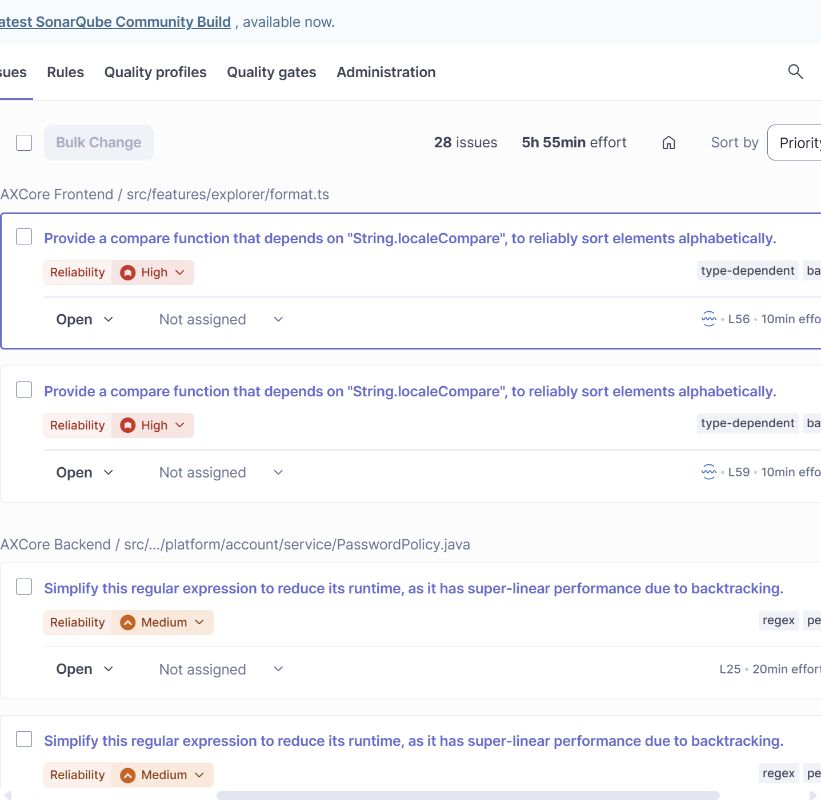 atest SonarQube Community Build , available now.
sues Rules Quality profiles Quality gates Administration
Bulk Change 28 issues 5h 55min effort Sort by Priority
AXCore Frontend / src/features/explorer/format.ts
Provide a compare function that depends on "String.localeCompare", to reliably sort elements alphabetically.
Reliability High type-dependent ba
Open Not assigned L56 • 10min effo
Provide a compare function that depends on "String.localeCompare", to reliably sort elements alphabetically.
Reliability High type-dependent ba
Open Not assigned L59 • 10min effo
AXCore Backend / src/.../platform/account/service/PasswordPolicy.java
Simplify this regular expression to reduce its runtime, as it has super-linear performance due to backtracking.
Reliability Medium regex pe
Open Not assigned L25 • 20min effort
Simplify this regular expression to reduce its runtime, as it has super-linear performance due to backtracking.
Reliability Medium regex pe